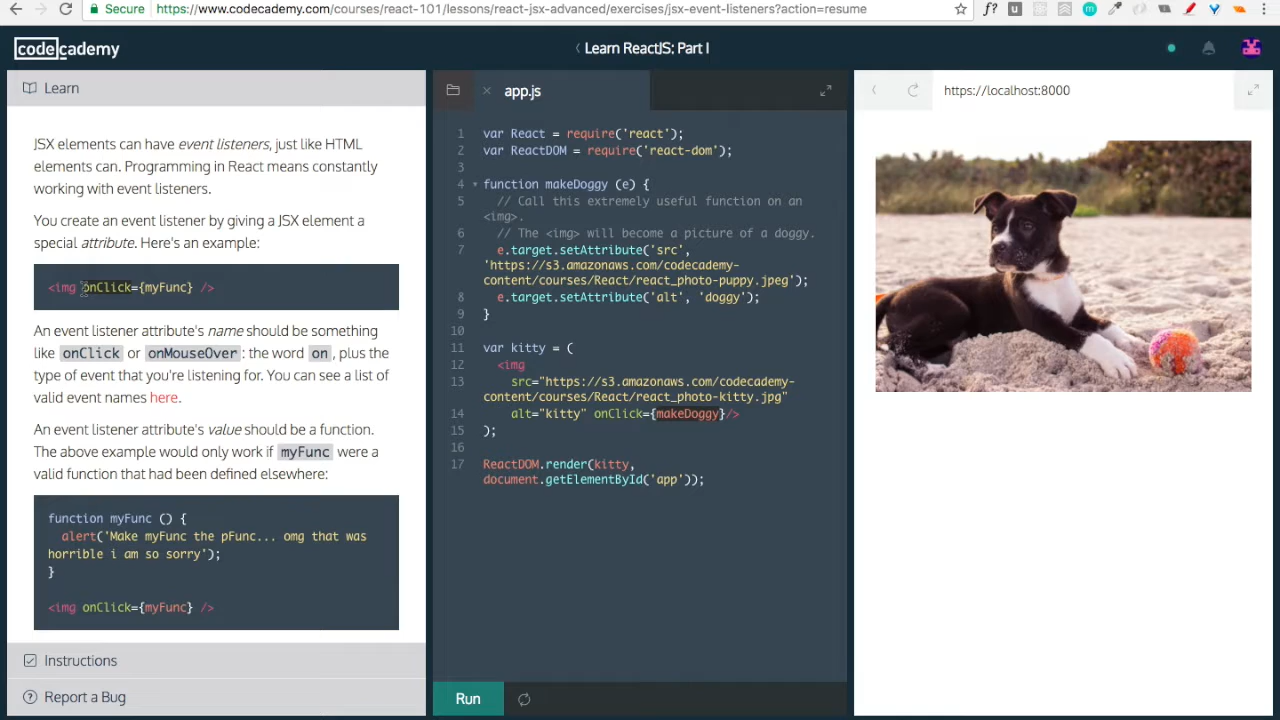 Secure
https://www.codecademy.com/courses/react-101/lessons/react-jsx-advanced/exercises/jsx-event-listeners?action=resume
codecademy
Learn ReactJS: Part I
Learn
JSX elements can have event listeners, just like HTML
elements can. Programming in React means constantly
working with event listeners.
You create an event listener by giving a JSX element a
special attribute. Here's an example:
<img onClick={myFunc} />
An event listener attribute's name should be something
like onClick or onMouseOver: the word on, plus the
type of event that you're listening for. You can see a list of
valid event names here.
An event listener attribute's value should be a function.
The above example would only work if myFunc were a
valid function that had been defined elsewhere:
function myFunc () {
alert('Make myFunc the pFunc... omg that was
horrible i am so sorry');
}
<img onClick={myFunc} />
Instructions
Report a Bug
app.js
1 var React = require('react');
2 var ReactDOM = require('react-dom');
3
4 function makeDoggy (e) {
5 // Call this extremely useful function on an
<img>.
6 // The <img> will become a picture of a doggy.
7 e.target.setAttribute('src',
'https://s3.amazonaws.com/codecademy-
content/courses/React/react_photo-puppy.jpeg');
8 e.target.setAttribute('alt', 'doggy');
9 }
10
11 var kitty = (
12 <img
13 src="https://s3.amazonaws.com/codecademy-
content/courses/React/react_photo-kitty.jpg"
14 alt="kitty" onClick={makeDoggy}/>
15 );
16
17 ReactDOM.render(kitty,
document.getElementById('app'));
Run
https://localhost:8000